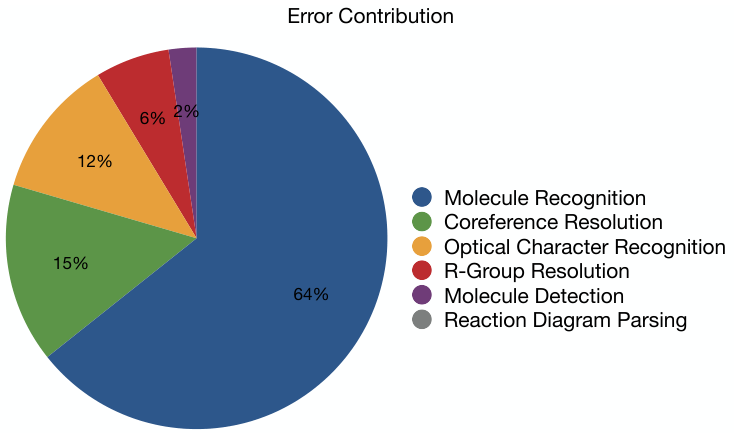 Error Contribution
6%
2%
12%
15%
64%
Molecule Recognition
Coreference Resolution
Optical Character Recognition
R-Group Resolution
Molecule Detection
Reaction Diagram Parsing